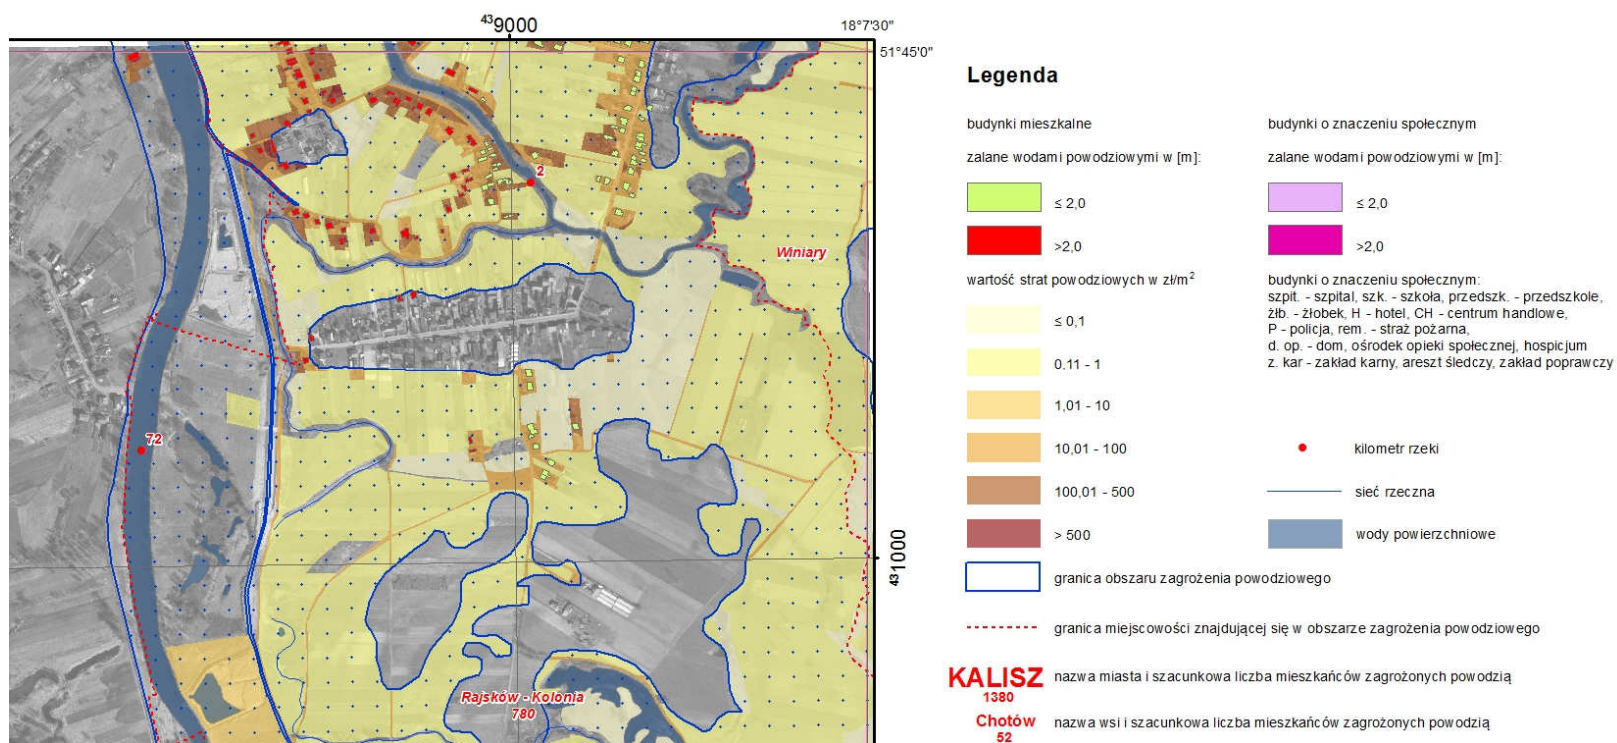 ⁴³9000
18°7'30"
51°45'0"
2
Winiary
72
⁴³1000
Rajsków - Kolonia
780
Legenda
budynki mieszkalne
zalane wodami powodziowymi w [m]:
≤ 2,0
>2,0
wartość strat powodziowych w zł/m²
≤ 0,1
0,11 - 1
1,01 - 10
10,01 - 100
100,01 - 500
> 500
granica obszaru zagrożenia powodziowego
granica miejscowości znajdującej się w obszarze zagrożenia powodziowego
KALISZ
1380
nazwa miasta i szacunkowa liczba mieszkańców zagrożonych powodzią
Chotów
52
nazwa wsi i szacunkowa liczba mieszkańców zagrożonych powodzią
budynki o znaczeniu społecznym
zalane wodami powodziowymi w [m]:
≤ 2,0
>2,0
budynki o znaczeniu społecznym:
szpit. - szpital, szk. - szkoła, przedszk. - przedszkole,
żłb. - żłobek, H - hotel, CH - centrum handlowe,
P - policja, rem. - straż pożarna,
d. op. - dom, ośrodek opieki społecznej, hospicjum
z. kar - zakład karny, areszt śledczy, zakład poprawczy
kilometr rzeki
sieć rzeczna
wody powierzchniowe